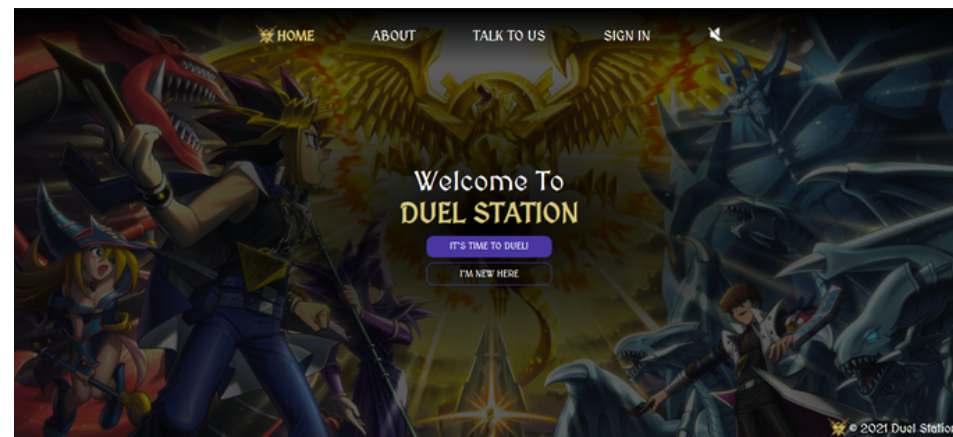 HOME ABOUT TALK TO US SIGN IN
Welcome To
DUEL STATION
IT'S TIME TO DUEL!
I'M NEW HERE
© 2021 Duel Station